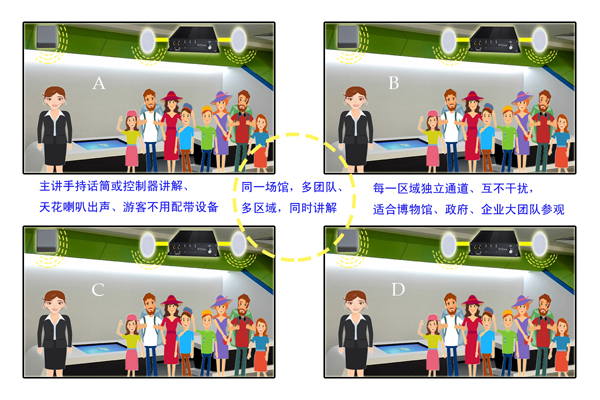 A
B
主讲手持话筒或控制器讲解、
天花喇叭出声、游客不用配带设备
同一场馆，多团队、
多区域，同时讲解
每一区域独立通道、互不干扰，
适合博物馆、政府、企业大团队参观
C
D